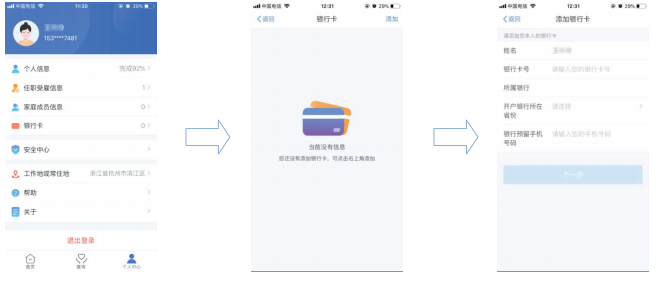 中国电信 11:20 39%
153****7481
个人信息 完成92% >
任职受雇信息 1 >
家庭成员信息 0 >
银行卡 0 >
安全中心 >
工作地或常住地 浙江省杭州市滨江区 >
帮助 >
关于 >
退出登录
首页 查询 个人中心
中国电信 12:31 29%
< 返回 银行卡 添加
当前没有信息
您还没有添加银行卡,可点击右上角添加
中国电信 12:31 29%
< 返回 添加银行卡
请添加您本人的银行卡
姓名
银行卡号 请输入您的银行卡号
所属银行
开户银行所在 请选择 >
省份
银行预留手机 请输入您的手机号码
号码
下一步